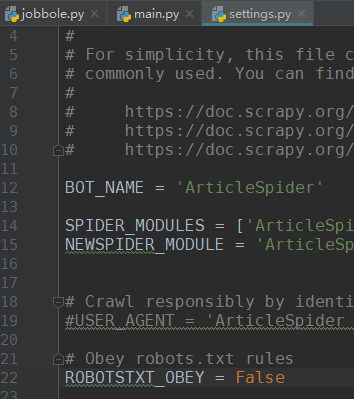 jobbole.py × main.py × settings.py ×
4 #
5 # For simplicity, this file c
6 # commonly used. You can find
7 #
8 # https://doc.scrapy.org/
9 # https://doc.scrapy.org/
10 # https://doc.scrapy.org/
11
12 BOT_NAME = 'ArticleSpider'
13
14 SPIDER_MODULES = ['ArticleSpi
15 NEWSPIDER_MODULE = 'ArticleSp
16
17
18 # Crawl responsibly by identi
19 #USER_AGENT = 'ArticleSpider
20
21 # Obey robots.txt rules
22 ROBOTSTXT_OBEY = False
23